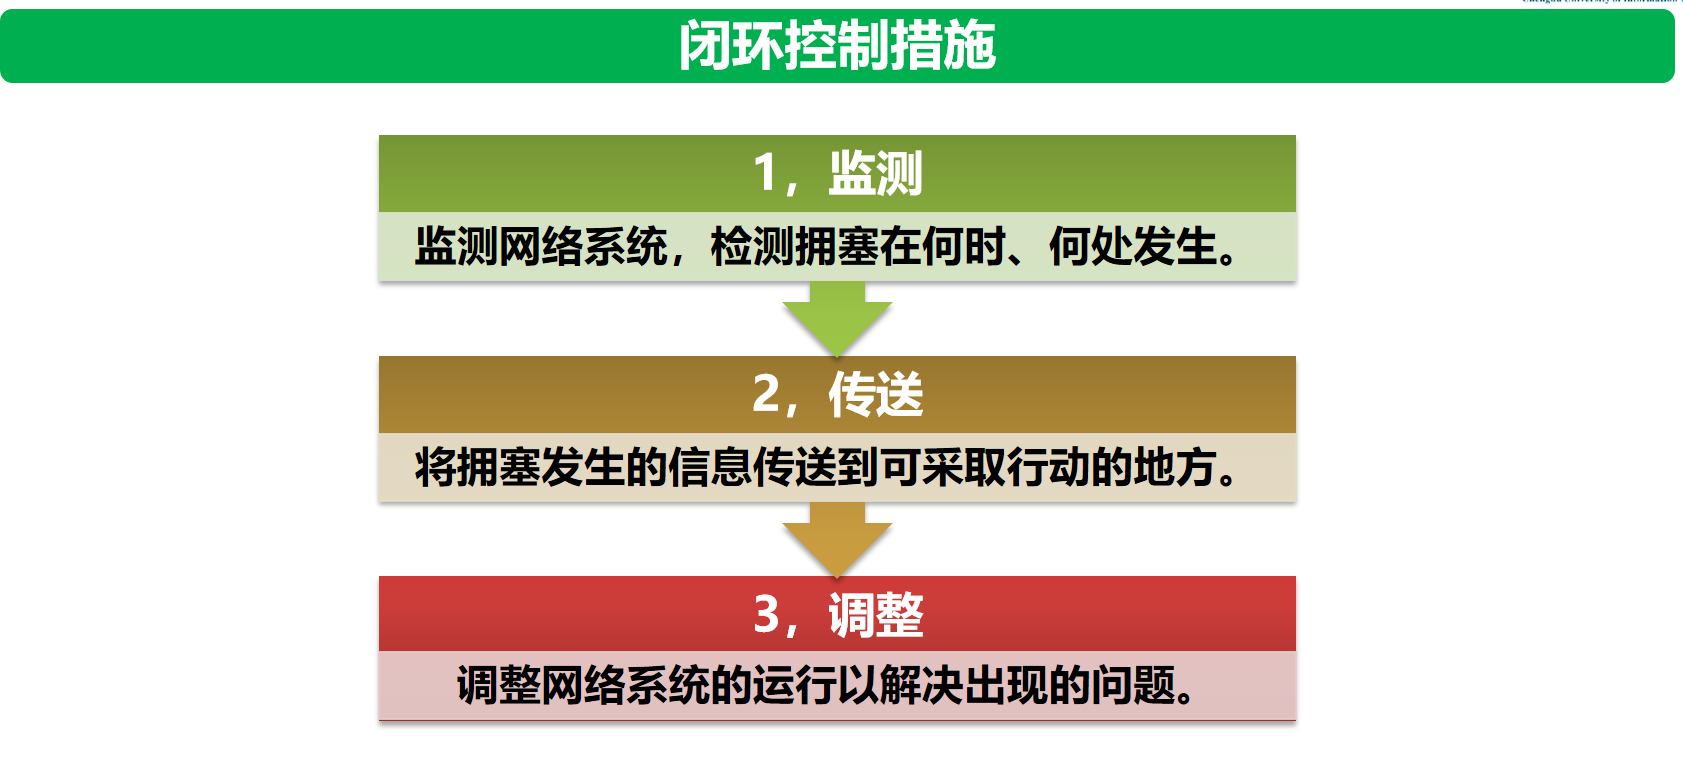 闭环控制措施
1，监测
监测网络系统，检测拥塞在何时、何处发生。
2，传送
将拥塞发生的信息传送到可采取行动的地方。
3，调整
调整网络系统的运行以解决出现的问题。